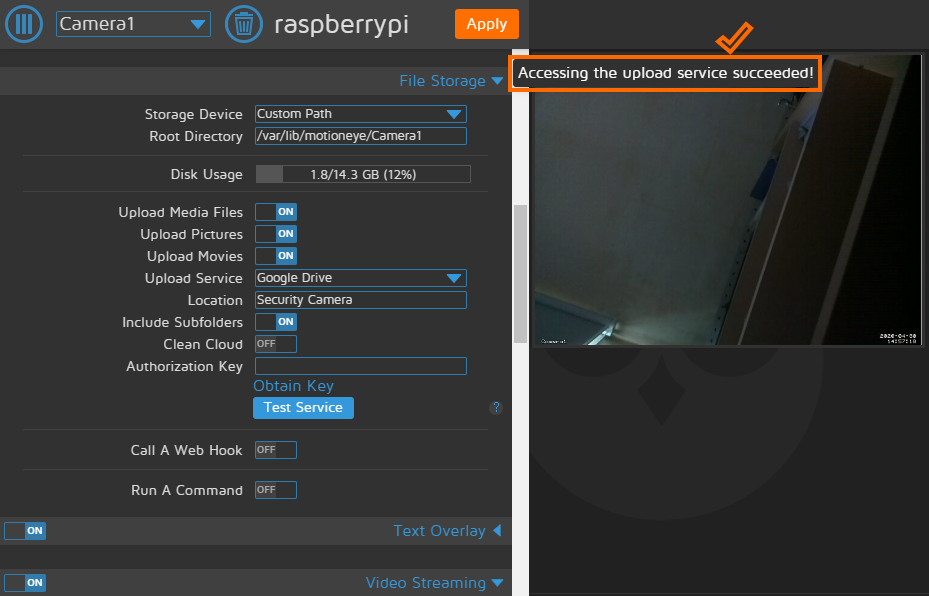 Camera1
raspberrypi
Apply
Accessing the upload service succeeded!
File Storage
Storage Device Custom Path
Root Directory /var/lib/motioneye/Camera1
Disk Usage 1.8/14.3 GB (12%)
Upload Media Files ON
Upload Pictures ON
Upload Movies ON
Upload Service Google Drive
Location Security Camera
Include Subfolders ON
Clean Cloud OFF
Authorization Key
Obtain Key
Test Service ?
Call A Web Hook OFF
Run A Command OFF
ON Text Overlay
ON Video Streaming
Camera1
2020-04-30
14:57:18